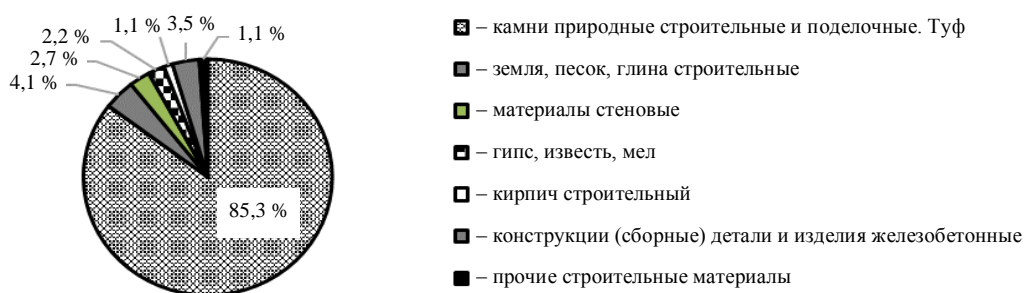 1,1 % 3,5 % 1,1 %
2,2 %
2,7 %
4,1 %
85,3 %
– камни природные строительные и поделочные. Туф
– земля, песок, глина строительные
– материалы стеновые
– гипс, известь, мел
– кирпич строительный
– конструкции (сборные) детали и изделия железобетонные
– прочие строительные материалы